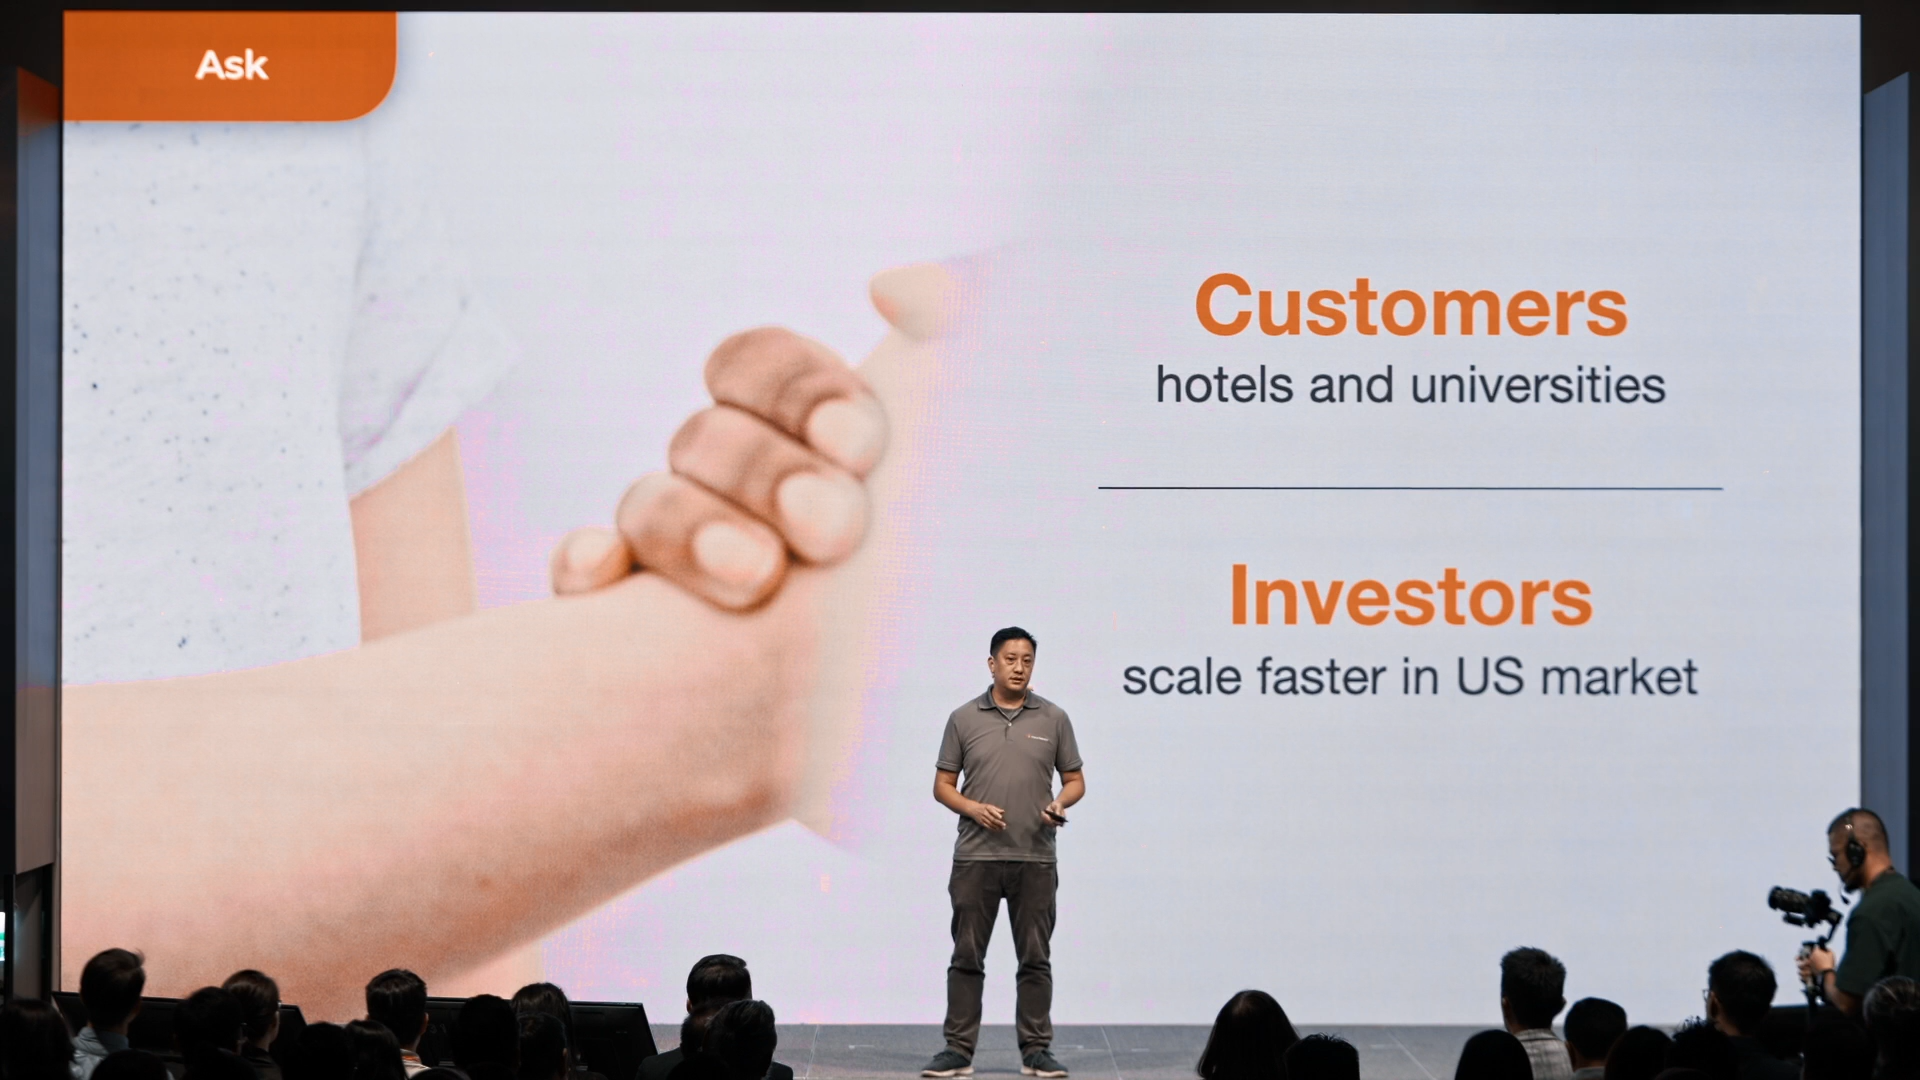 Ask
Customers
hotels and universities
Investors
scale faster in US market